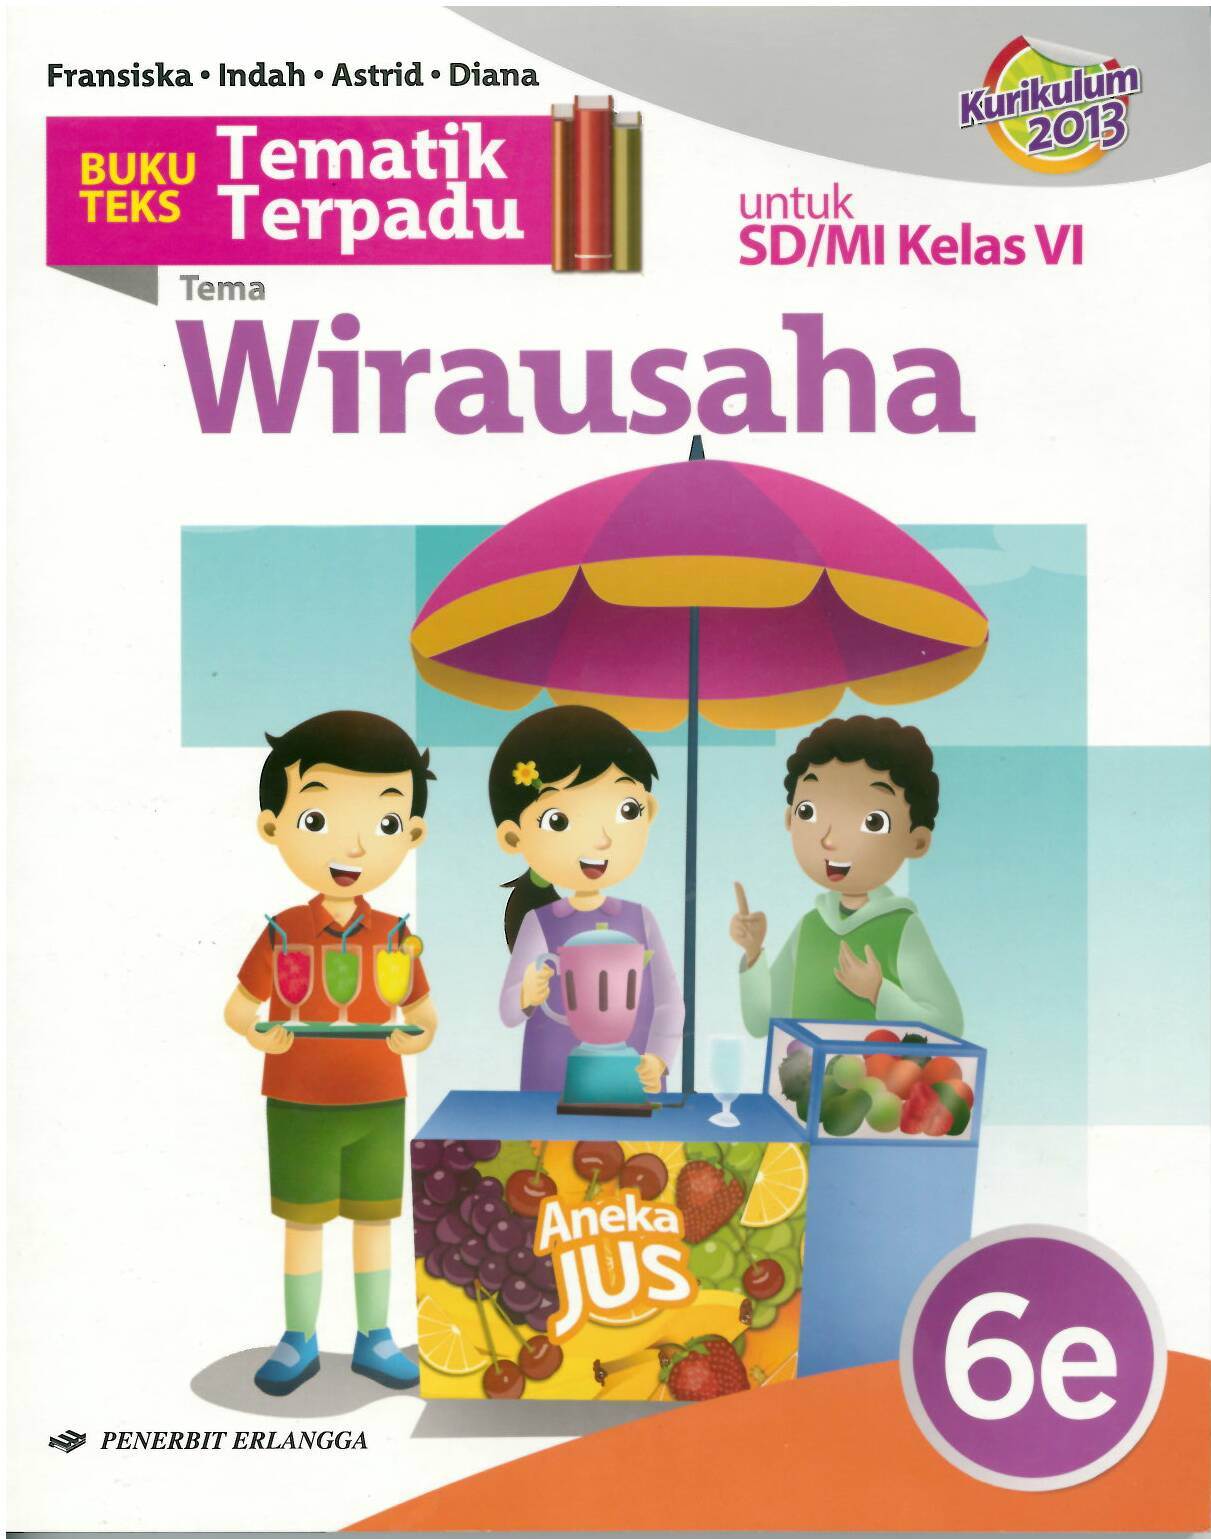 Fransiska • Indah • Astrid • Diana
Kurikulum
2013
BUKU
TEKS
Tematik
Terpadu
untuk
SD/MI Kelas VI
Tema
Wirausaha
Aneka
JUS
6e
PENERBIT ERLANGGA